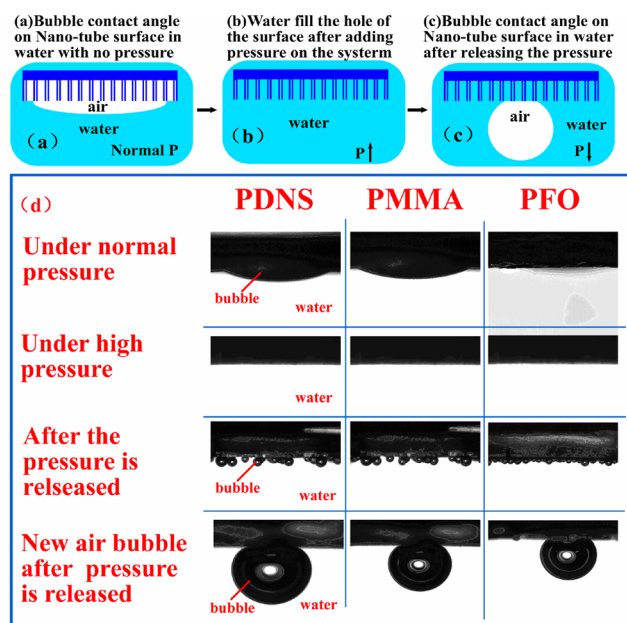 (a)Bubble contact angle
on Nano-tube surface in
water with no pressure
(b)Water fill the hole of
the surface after adding
pressure on the systerm
(c)Bubble contact angle on
Nano-tube surface in water
after releasing the pressure
air
water
(a)
Normal P
water
(b)
P
air
water
(c)
P
(d)
PDNS
PMMA
PFO
Under normal
pressure
bubble
water
Under high
pressure
water
After the
pressure is
relseased
bubble
water
water
New air bubble
after pressure
is released
bubble
water